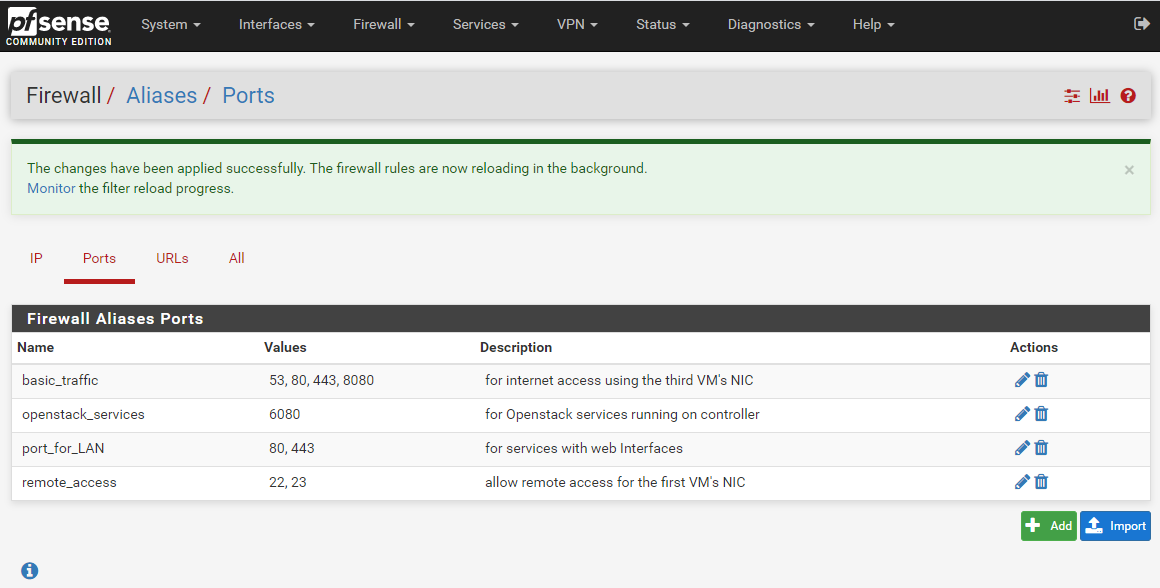 pfsense
COMMUNITY EDITION
System Interfaces Firewall Services VPN Status Diagnostics Help
Firewall / Aliases / Ports
The changes have been applied successfully. The firewall rules are now reloading in the background.
Monitor the filter reload progress.
×
IP Ports URLs All
Firewall Aliases Ports
Name Values Description Actions
basic_traffic 53, 80, 443, 8080 for internet access using the third VM's NIC
openstack_services 6080 for Openstack services running on controller
port_for_LAN 80, 443 for services with web Interfaces
remote_access 22, 23 allow remote access for the first VM's NIC
Add Import